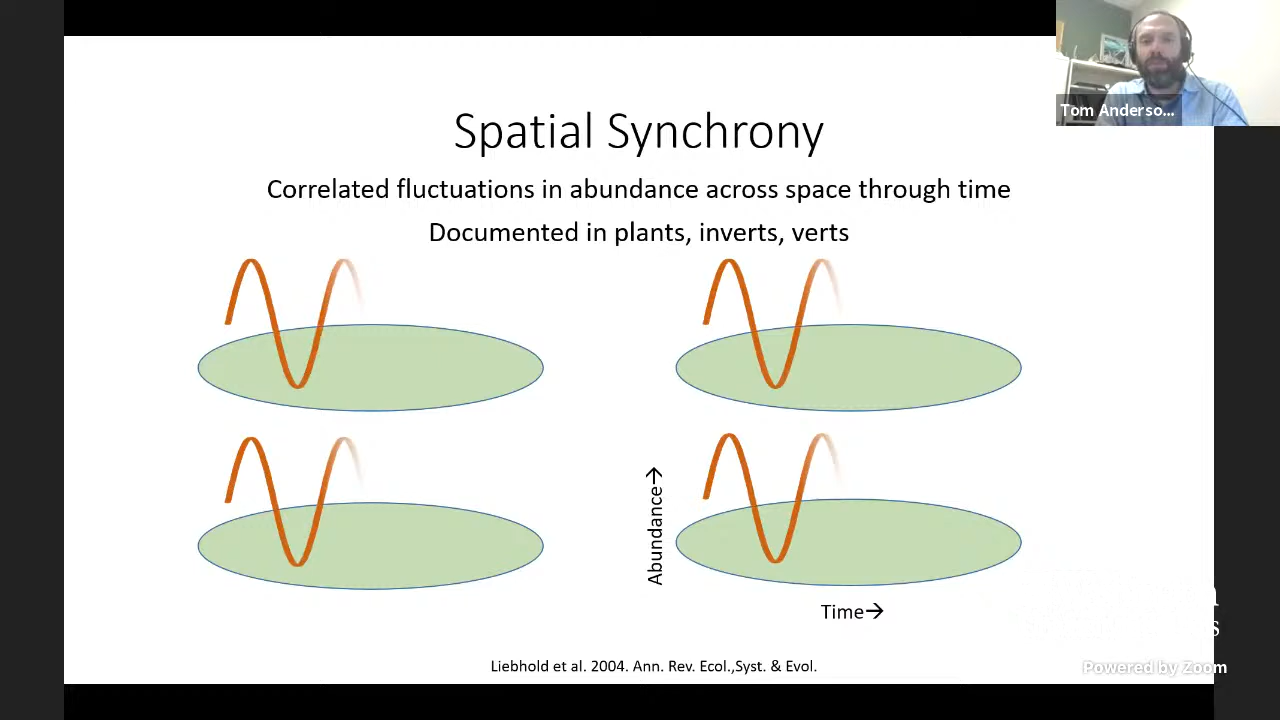 Tom Anderso...
Spatial Synchrony
Correlated fluctuations in abundance across space through time
Documented in plants, inverts, verts
Abundance→
Time→
Liebhold et al. 2004. Ann. Rev. Ecol.,Syst. & Evol.
Powered by Zoom